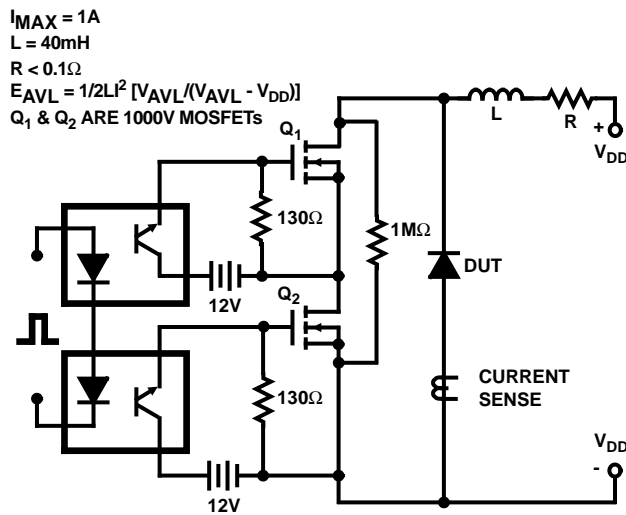 IMAX = 1A
L = 40mH
R < 0.1Ω
EAVL = 1/2LI² [VAVL/(VAVL - VDD)]
Q1 & Q2 ARE 1000V MOSFETs
Q1
L
R
+
VDD
130Ω
1MΩ
DUT
12V
Q2
CURRENT
SENSE
130Ω
VDD
-
12V